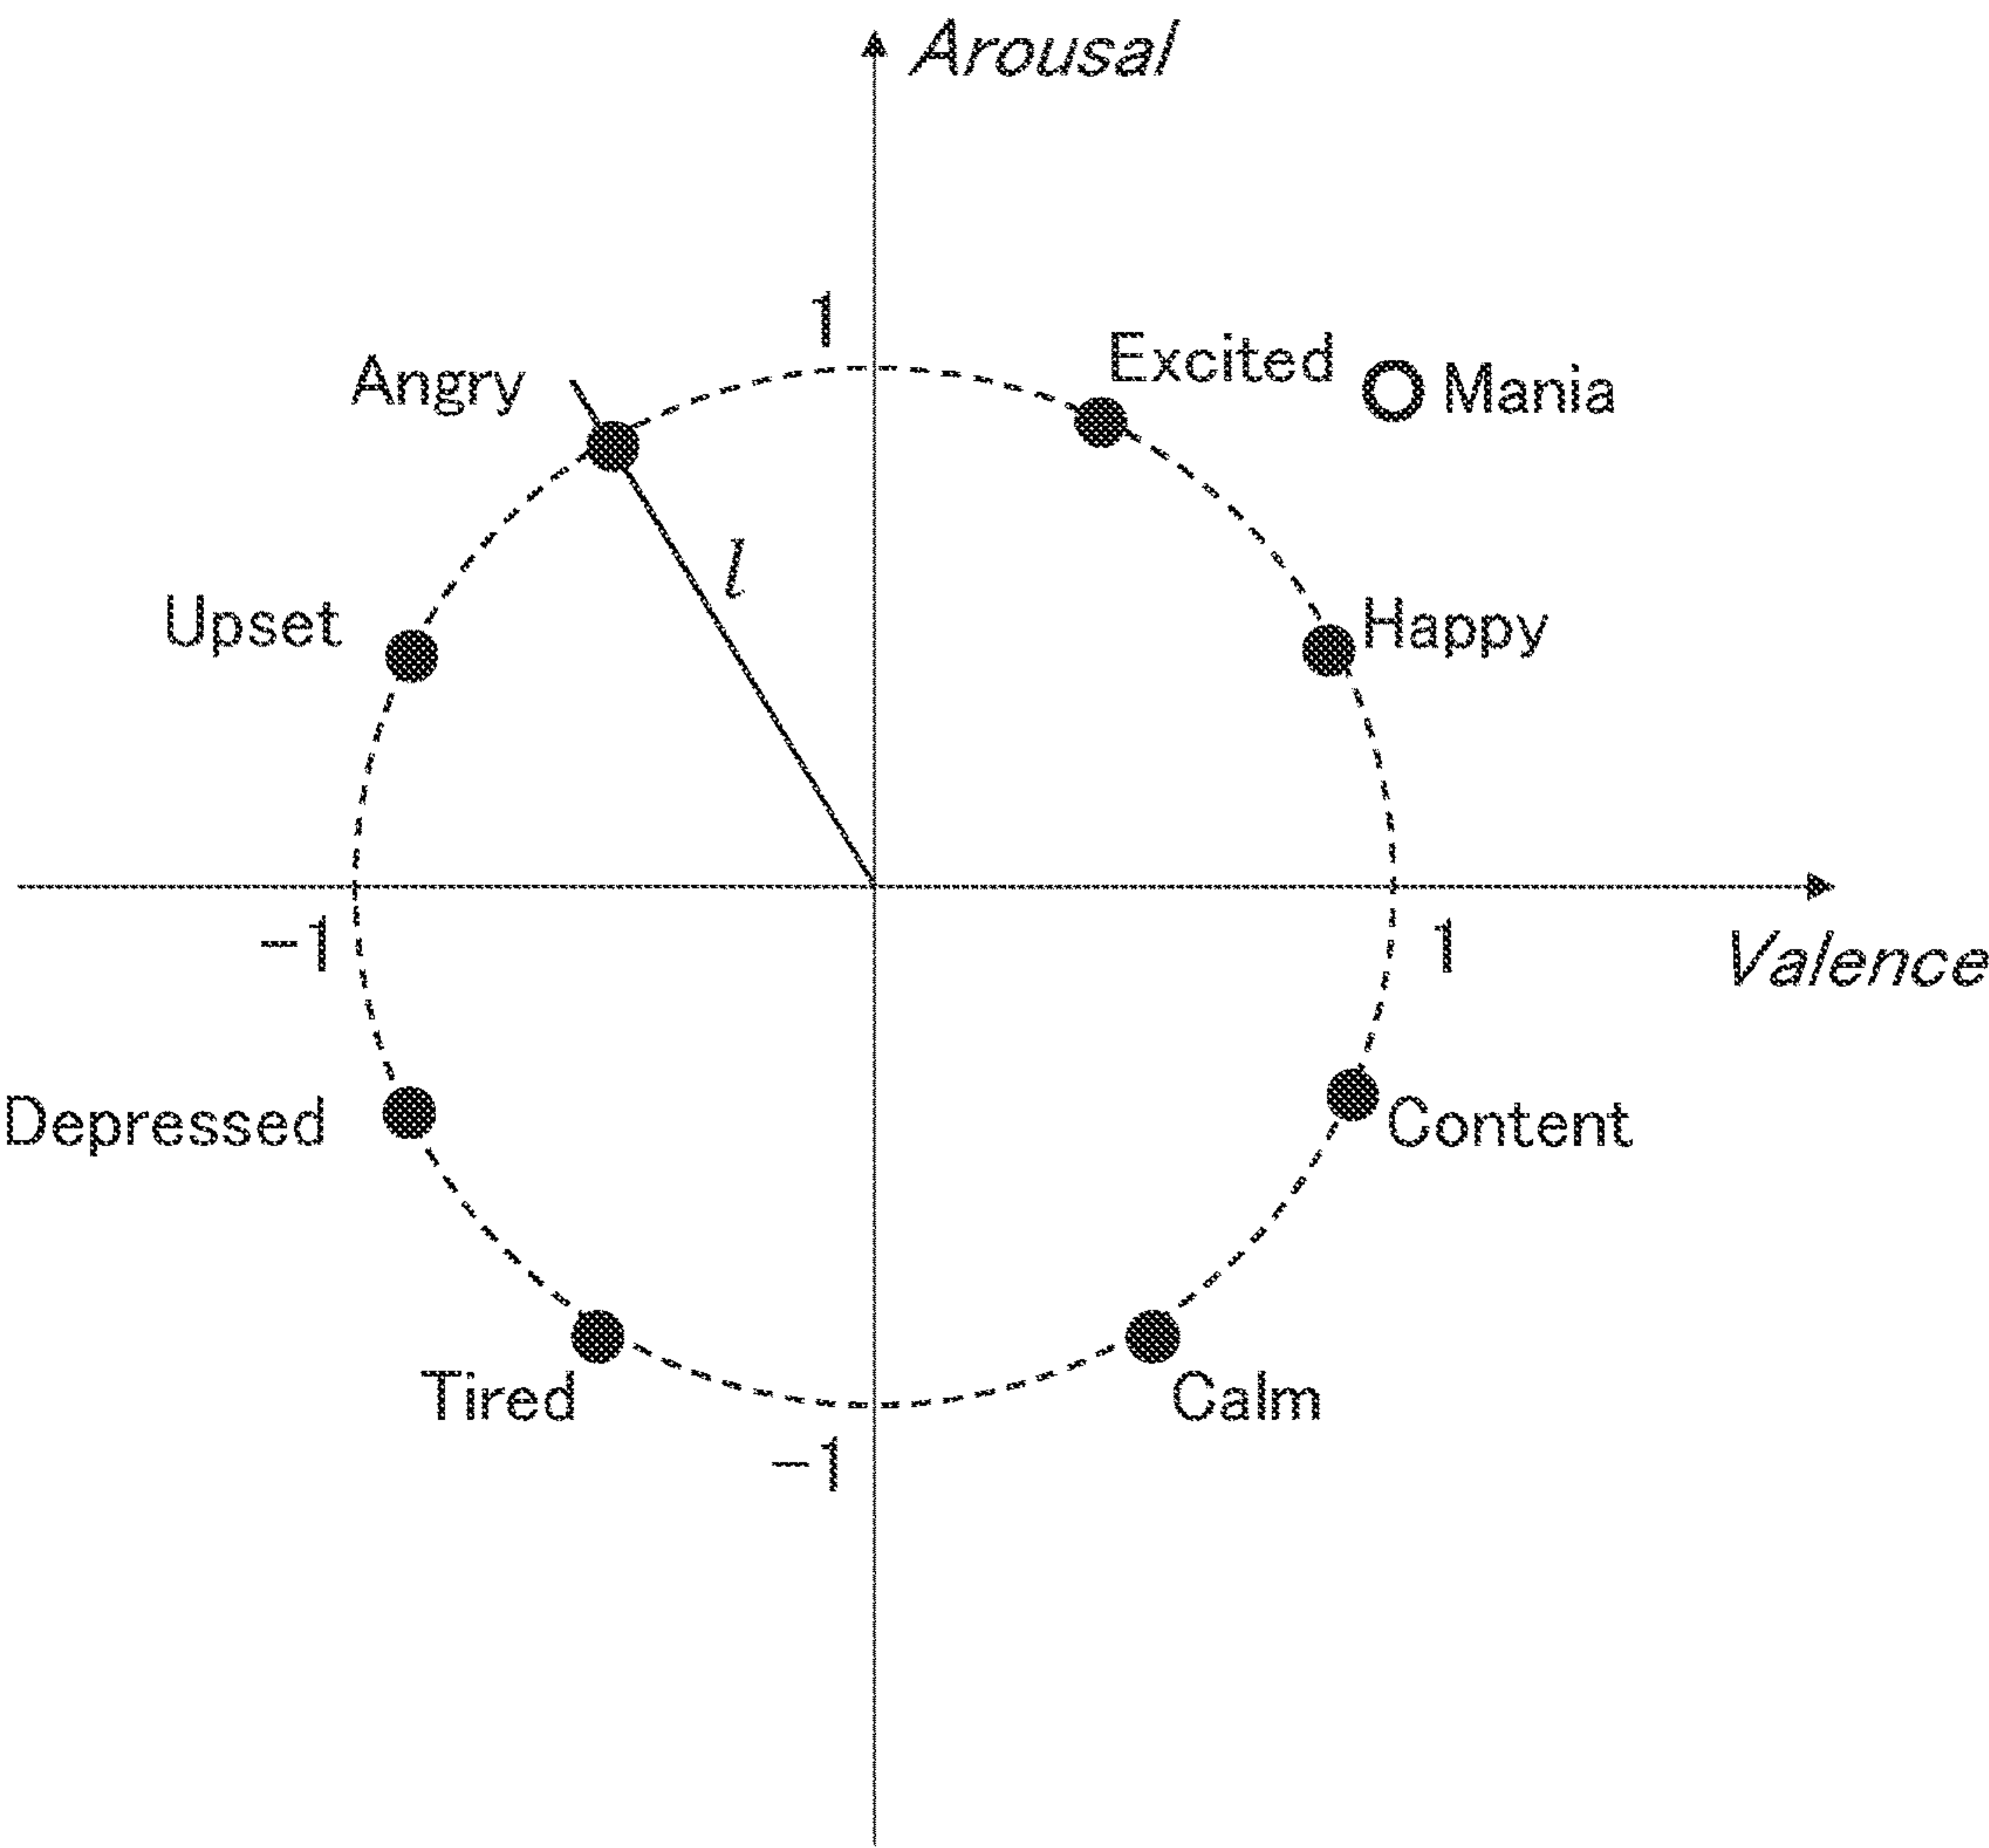 Arousal
1
Excited
Angry
Mania
l
Upset
Happy
−1
1
Valence
Depressed
Content
Tired
Calm
−1